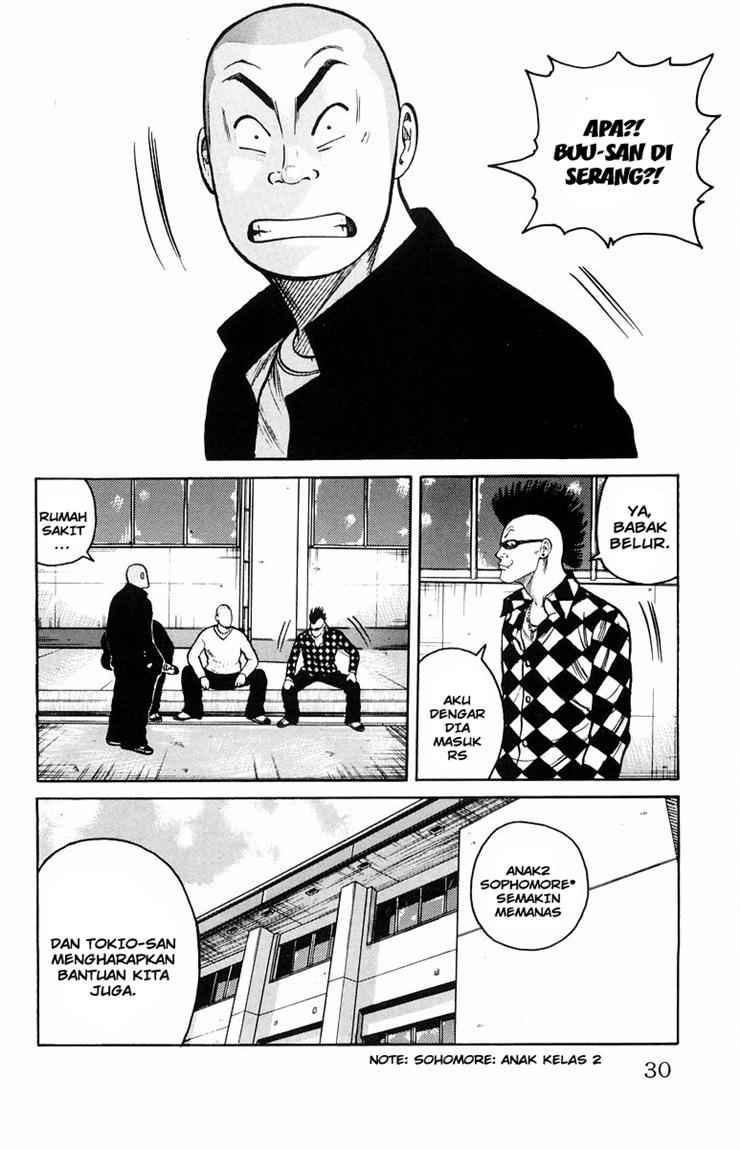 APA?!
BUU-SAN DI
SERANG?!
YA,
BABAK
BELUR.
AKU
DENGAR
DIA
MASUK
RS
RUMAH
SAKIT
...
ANAK2
SOPHOMORE*
SEMAKIN
MEMANAS
DAN TOKIO-SAN
MENGHARAPKAN
BANTUAN KITA
JUGA.
NOTE: SOHOMORE: ANAK KELAS 2
30